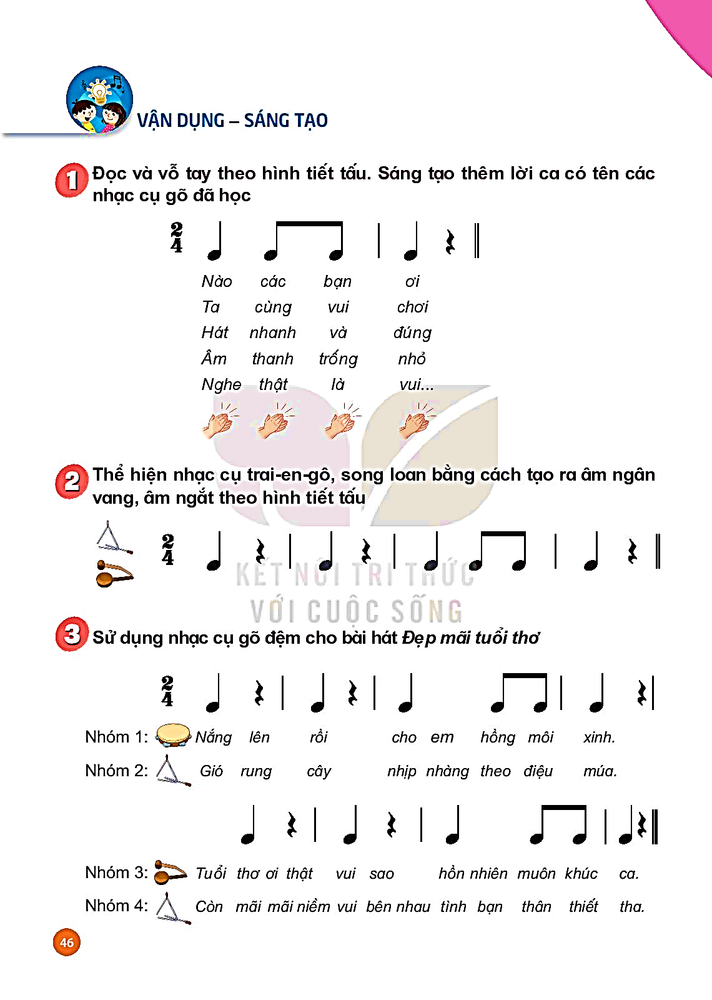 VẬN DỤNG – SÁNG TẠO
1 Đọc và vỗ tay theo hình tiết tấu. Sáng tạo thêm lời ca có tên các
nhạc cụ gõ đã học
2
4
Nào các bạn ơi
Ta cùng vui chơi
Hát nhanh và đúng
Âm thanh trống nhỏ
Nghe thật là vui...
2 Thể hiện nhạc cụ trai-en-gô, song loan bằng cách tạo ra âm ngân
vang, âm ngắt theo hình tiết tấu
2
4
KẾT NỐI TRI THỨC
VỚI CUỘC SỐNG
3 Sử dụng nhạc cụ gõ đệm cho bài hát Đẹp mãi tuổi thơ
2
4
Nhóm 1: Nắng lên rồi cho em hồng môi xinh.
Nhóm 2: Gió rung cây nhịp nhàng theo điệu múa.
Nhóm 3: Tuổi thơ ơi thật vui sao hồn nhiên muôn khúc ca.
Nhóm 4: Còn mãi mãi niềm vui bên nhau tình bạn thân thiết tha.
46